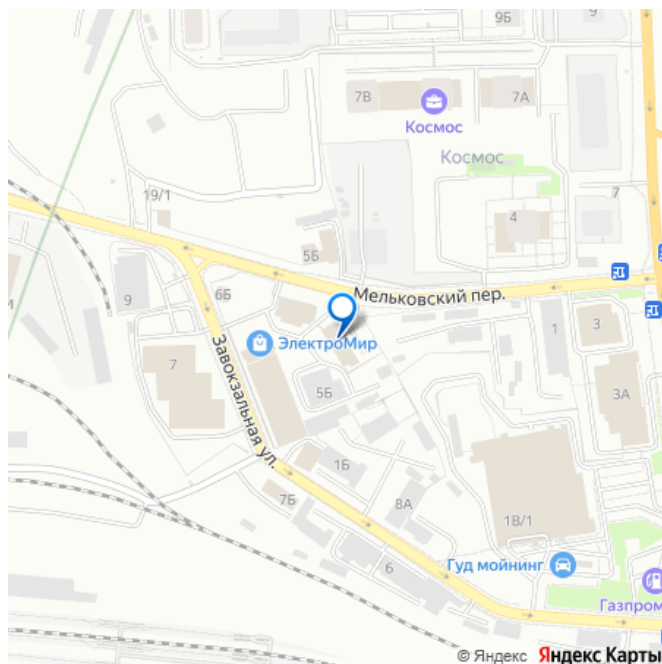 9Б
9
7В
7А
Космос
Космос
19/1
7
4
5Б
Мельковский пер.
9
6Б
ЭлектроМир
1
3
7
Завокзальная ул.
5Б
3А
1Б
7Б
8А
1В/1
6
Гуд мойнинг
Газпром
© Яндекс Яндекс Карты